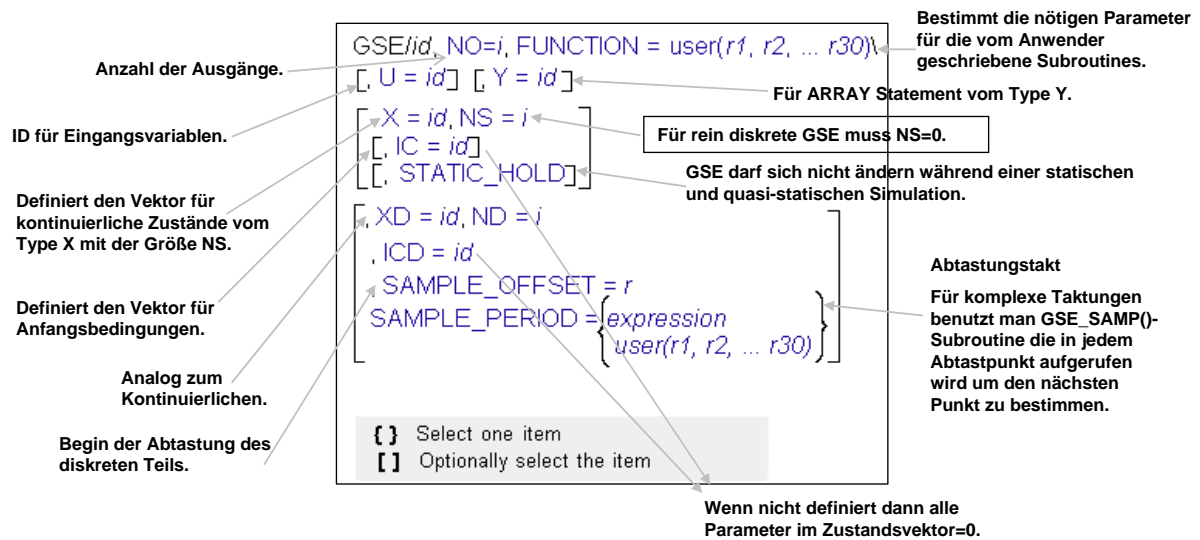 Bestimmt die nötigen Parameter
für die vom Anwender
geschriebene Subroutines.
GSE/id, NO=i, FUNCTION = user(r1, r2, ... r30)\
Anzahl der Ausgänge.
[, U = id] [, Y = id]
Für ARRAY Statement vom Type Y.
ID für Eingangsvariablen.
X = id, NS = i
Für rein diskrete GSE muss NS=0.
[, IC = id]
[, STATIC_HOLD]
GSE darf sich nicht ändern während einer statischen
und quasi-statischen Simulation.
Definiert den Vektor für
kontinuierliche Zustände vom
Type X mit der Größe NS.
, XD = id, ND = i
, ICD = id
, SAMPLE_OFFSET = r
SAMPLE_PERIOD = {expression
user(r1, r2, ... r30)}
Abtastungstakt
Für komplexe Taktungen
benutzt man GSE_SAMP()-
Subroutine die in jedem
Abtastpunkt aufgerufen
wird um den nächsten
Punkt zu bestimmen.
Definiert den Vektor für
Anfangsbedingungen.
Analog zum
Kontinuierlichen.
Begin der Abtastung des
diskreten Teils.
{ } Select one item
[ ] Optionally select the item
Wenn nicht definiert dann alle
Parameter im Zustandsvektor=0.